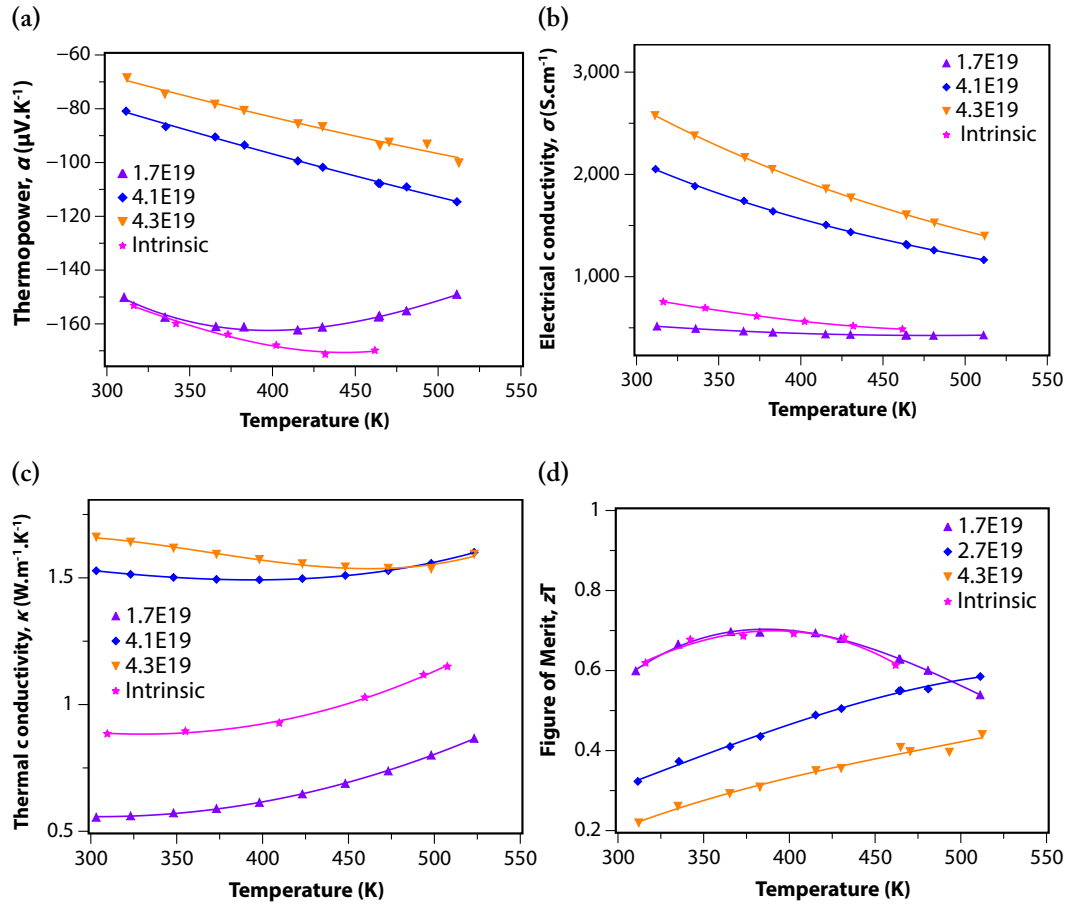 (a)
Thermopower, α (μV.K⁻¹)
−60
−80
−100
−120
−140
−160
1.7E19
4.1E19
4.3E19
Intrinsic
300
350
400
450
500
550
Temperature (K)
(b)
Electrical conductivity, σ (S.cm⁻¹)
3,000
2,000
1,000
1.7E19
4.1E19
4.3E19
Intrinsic
300
350
400
450
500
550
Temperature (K)
(c)
Thermal conductivity, κ (W.m⁻¹.K⁻¹)
1.5
1
0.5
1.7E19
4.1E19
4.3E19
Intrinsic
300
350
400
450
500
550
Temperature (K)
(d)
Figure of Merit, zT
1
0.8
0.6
0.4
0.2
1.7E19
2.7E19
4.3E19
Intrinsic
300
350
400
450
500
550
Temperature (K)